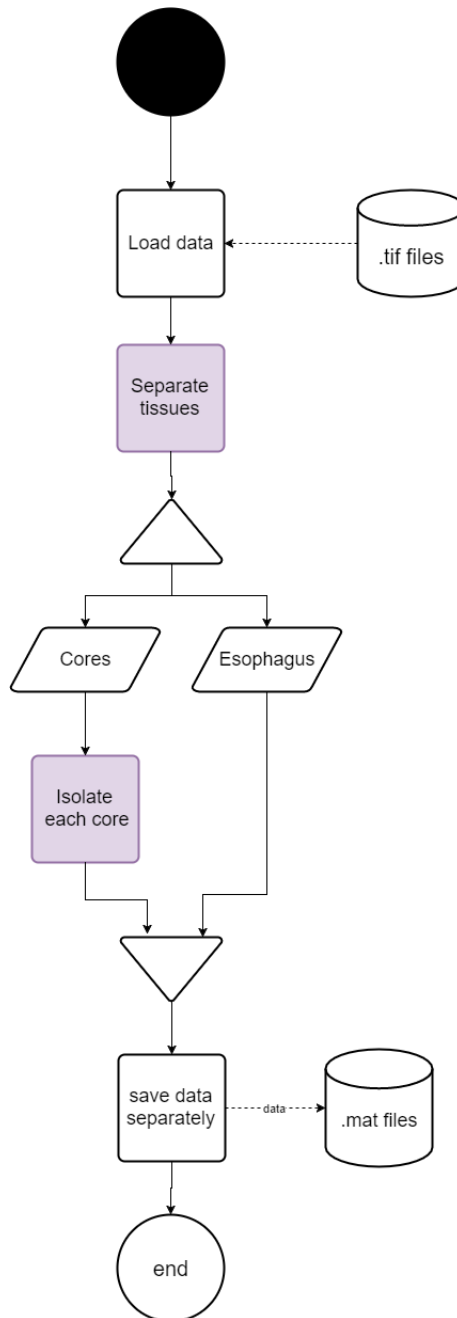 Load data
.tif files
Separate
tissues
Cores
Esophagus
Isolate
each core
save data
separately
data
.mat files
end